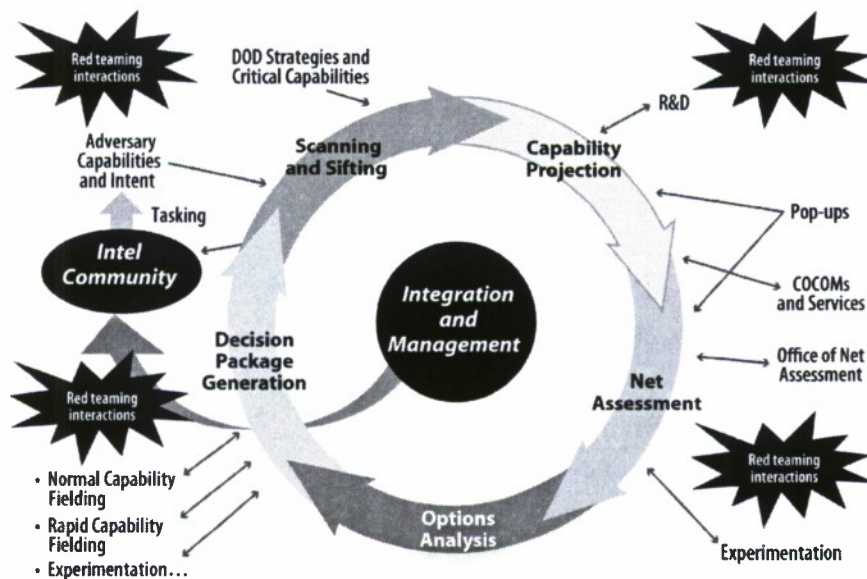 Red teaming
interactions
DOD Strategies and
Critical Capabilities
Red teaming
interactions
R&D
Adversary
Capabilities
and Intent
Scanning
and Sifting
Capability
Projection
Tasking
Pop-ups
Intel
Community
Integration
and
Management
COCOMs
and Services
Decision
Package
Generation
Office of Net
Assessment
Net
Assessment
Red teaming
interactions
Red teaming
interactions
• Normal Capability
Fielding
• Rapid Capability
Fielding
• Experimentation...
Options
Analysis
Experimentation